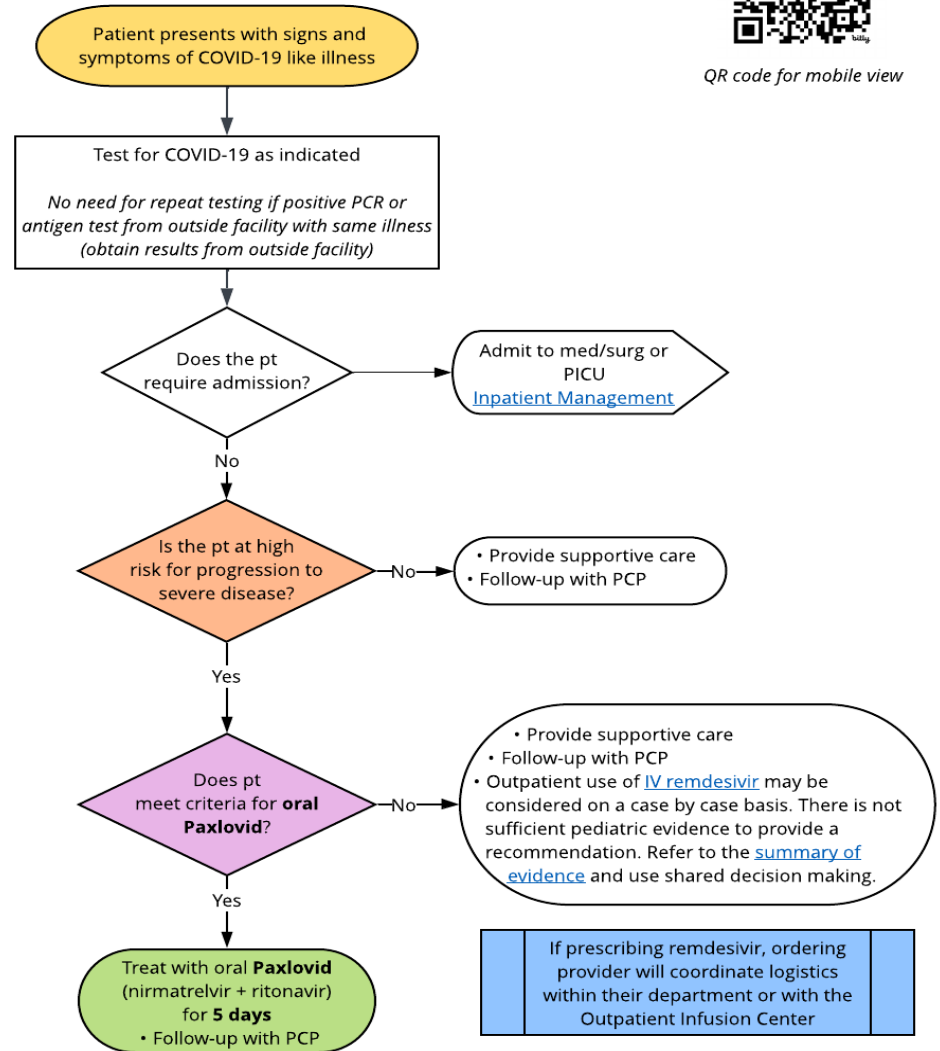 Patient presents with signs and
symptoms of COVID-19 like illness
bitly
QR code for mobile view
Test for COVID-19 as indicated
No need for repeat testing if positive PCR or
antigen test from outside facility with same illness
(obtain results from outside facility)
Does the pt
require admission?
Admit to med/surg or
PICU
Inpatient Management
No
Is the pt at high
risk for progression to
severe disease?
No
• Provide supportive care
• Follow-up with PCP
Yes
Does pt
meet criteria for oral
Paxlovid?
No
• Provide supportive care
• Follow-up with PCP
• Outpatient use of IV remdesivir may be
considered on a case by case basis. There is not
sufficient pediatric evidence to provide a
recommendation. Refer to the summary of
evidence and use shared decision making.
Yes
Treat with oral Paxlovid
(nirmatrelvir + ritonavir)
for 5 days
• Follow-up with PCP
If prescribing remdesivir, ordering
provider will coordinate logistics
within their department or with the
Outpatient Infusion Center